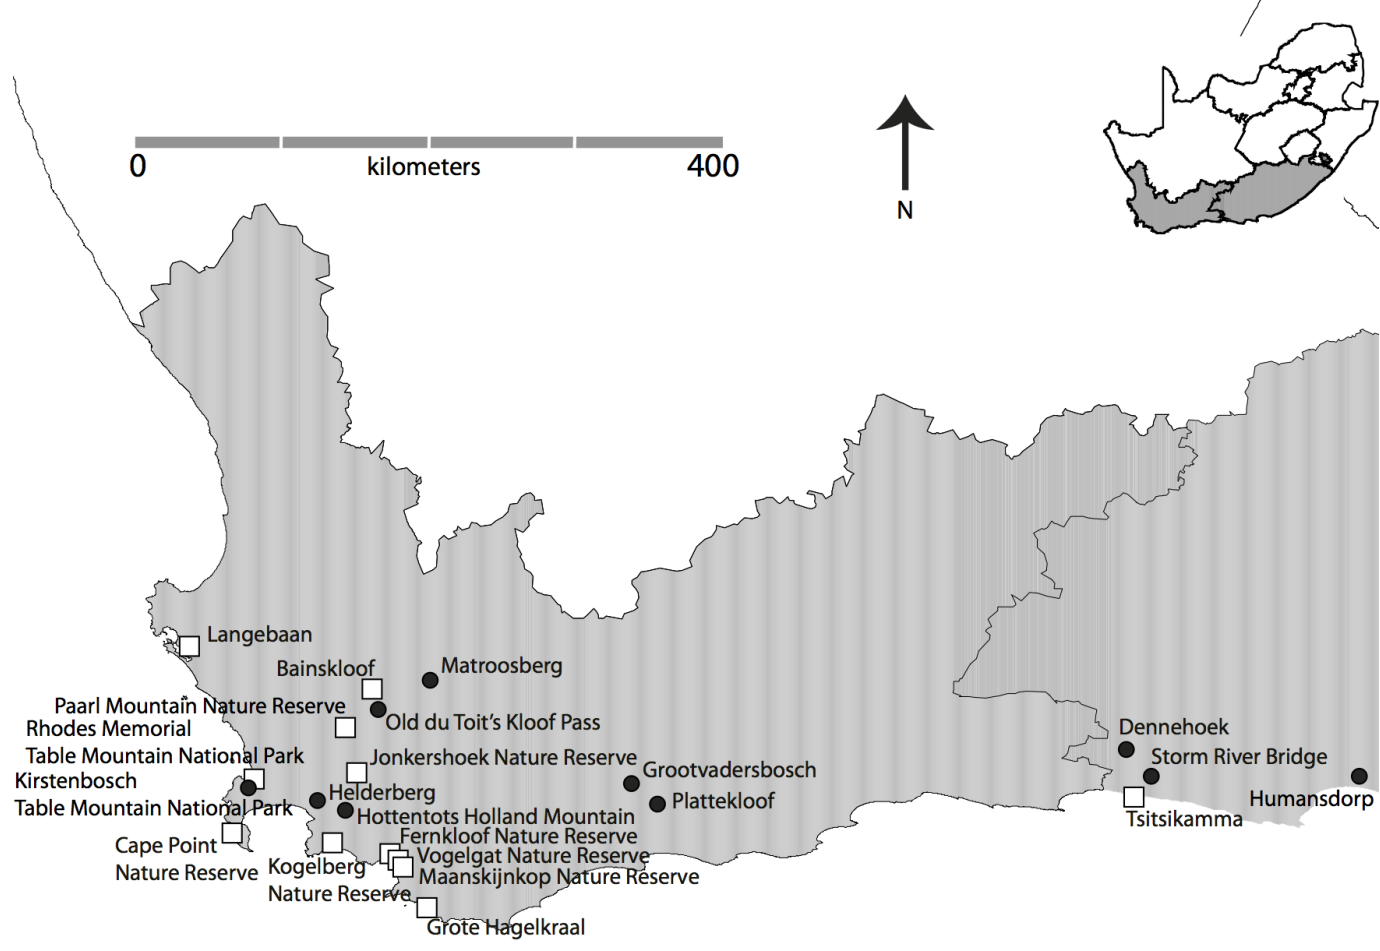 0
kilometers
400
N
Langebaan
Bainskloof
Matroosberg
Paarl Mountain Nature Reserve
Old du Toit's Kloof Pass
Rhodes Memorial
Table Mountain National Park
Jonkershoek Nature Reserve
Kirstenbosch
Table Mountain National Park
Helderberg
Hottentots Holland Mountain
Grootvadersbosch
Plattekloof
Dennehoek
Storm River Bridge
Humansdorp
Tsitsikamma
Cape Point
Nature Reserve
Kogelberg
Nature Reserve
Fernkloof Nature Reserve
Vogelgat Nature Reserve
Maanskijnkop Nature Reserve
Grote Hagelkraal